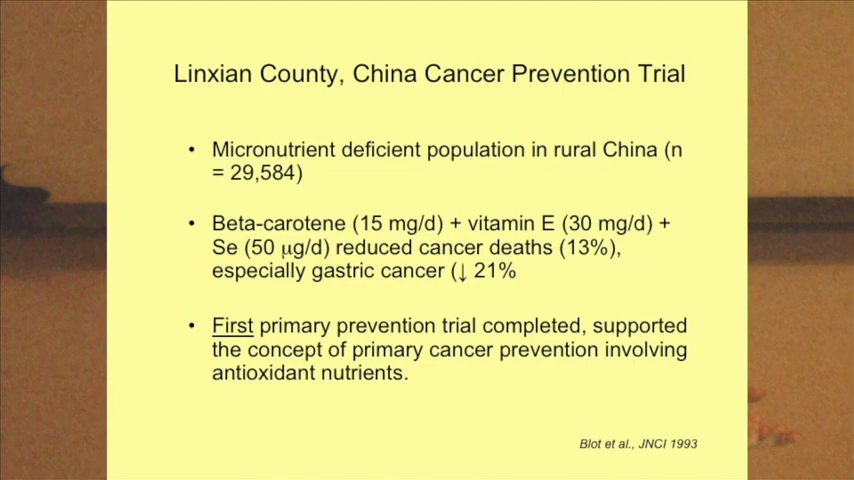 Linxian County, China Cancer Prevention Trial
• Micronutrient deficient population in rural China (n
= 29,584)
• Beta-carotene (15 mg/d) + vitamin E (30 mg/d) +
Se (50 μg/d) reduced cancer deaths (13%),
especially gastric cancer (↓ 21%
• First primary prevention trial completed, supported
the concept of primary cancer prevention involving
antioxidant nutrients.
Blot et al., JNCI 1993